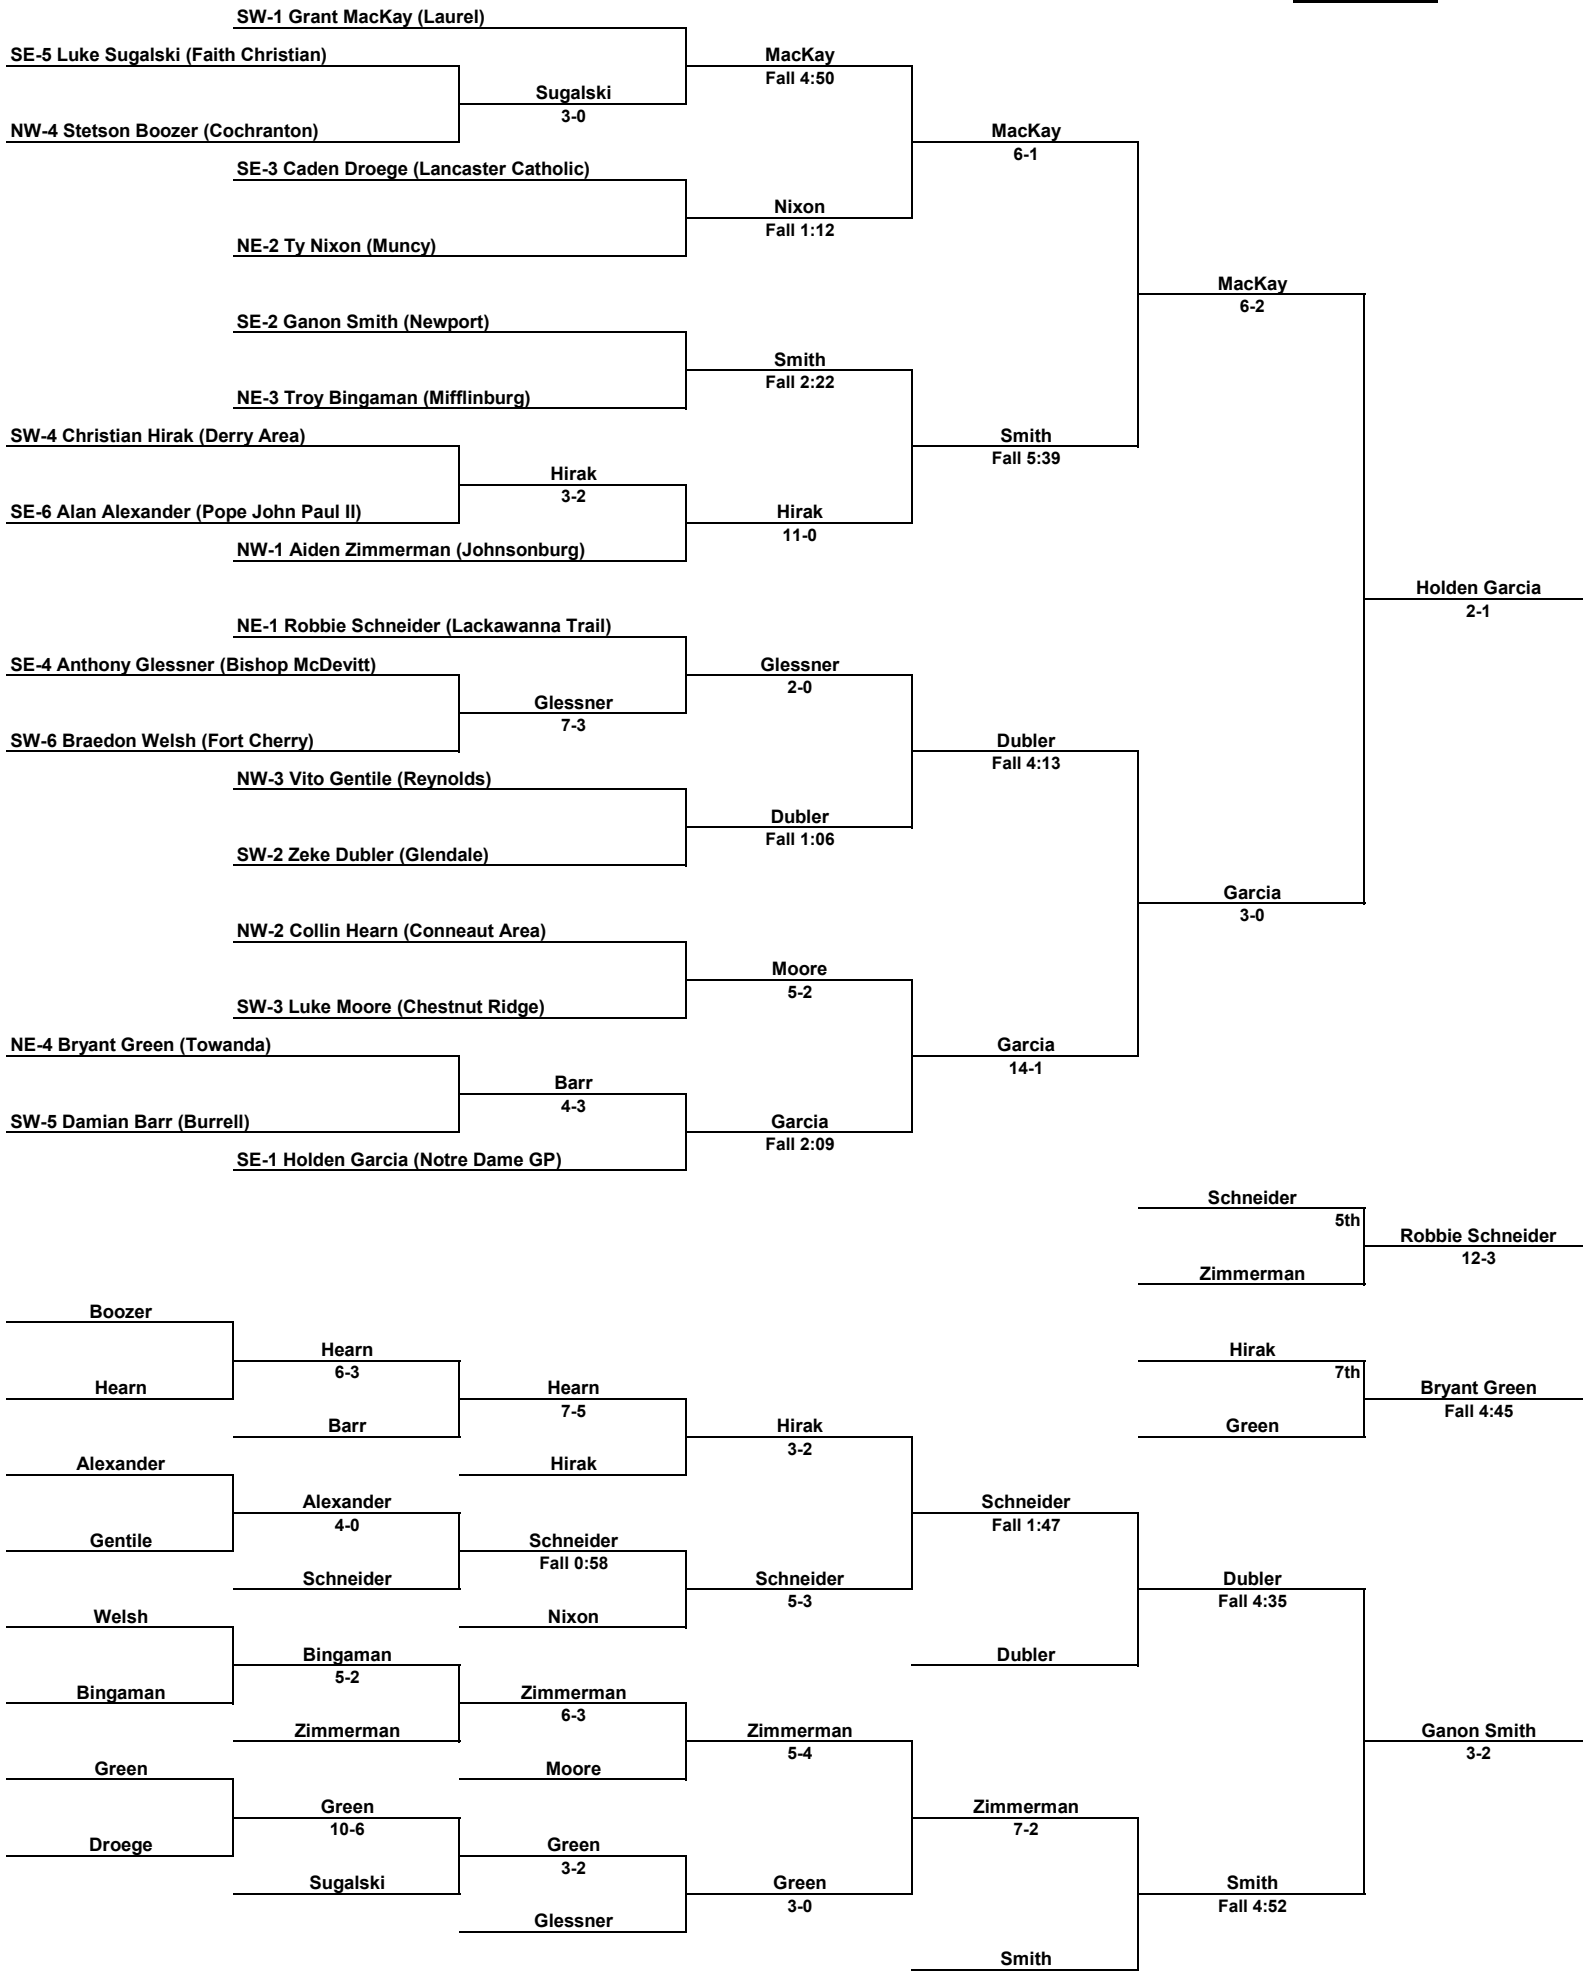 SW-1 Grant MacKay (Laurel)
SE-5 Luke Sugalski (Faith Christian)
MacKay
Fall 4:50
Sugalski
3-0
NW-4 Stetson Boozer (Cochranton)
MacKay
6-1
SE-3 Caden Droege (Lancaster Catholic)
Nixon
Fall 1:12
NE-2 Ty Nixon (Muncy)
MacKay
6-2
SE-2 Ganon Smith (Newport)
Smith
Fall 2:22
NE-3 Troy Bingaman (Mifflinburg)
SW-4 Christian Hirak (Derry Area)
Smith
Fall 5:39
Hirak
3-2
SE-6 Alan Alexander (Pope John Paul II)
Hirak
11-0
NW-1 Aiden Zimmerman (Johnsonburg)
Holden Garcia
2-1
NE-1 Robbie Schneider (Lackawanna Trail)
SE-4 Anthony Glessner (Bishop McDevitt)
Glessner
2-0
Glessner
7-3
SW-6 Braedon Welsh (Fort Cherry)
Dubler
Fall 4:13
NW-3 Vito Gentile (Reynolds)
Dubler
Fall 1:06
SW-2 Zeke Dubler (Glendale)
Garcia
3-0
NW-2 Collin Hearn (Conneaut Area)
Moore
5-2
SW-3 Luke Moore (Chestnut Ridge)
NE-4 Bryant Green (Towanda)
Garcia
14-1
Barr
4-3
SW-5 Damian Barr (Burrell)
Garcia
Fall 2:09
SE-1 Holden Garcia (Notre Dame GP)
Schneider
5th
Robbie Schneider
12-3
Zimmerman
Boozer
Hearn
6-3
Hirak
7th
Hearn
Hearn
7-5
Bryant Green
Fall 4:45
Barr
Hirak
3-2
Green
Alexander
Hirak
Alexander
4-0
Schneider
Fall 1:47
Gentile
Schneider
Fall 0:58
Schneider
Schneider
5-3
Dubler
Fall 4:35
Welsh
Nixon
Bingaman
5-2
Dubler
Bingaman
Zimmerman
6-3
Zimmerman
Zimmerman
5-4
Ganon Smith
3-2
Green
Moore
Green
10-6
Zimmerman
7-2
Droege
Green
3-2
Sugalski
Green
3-0
Smith
Fall 4:52
Glessner
Smith